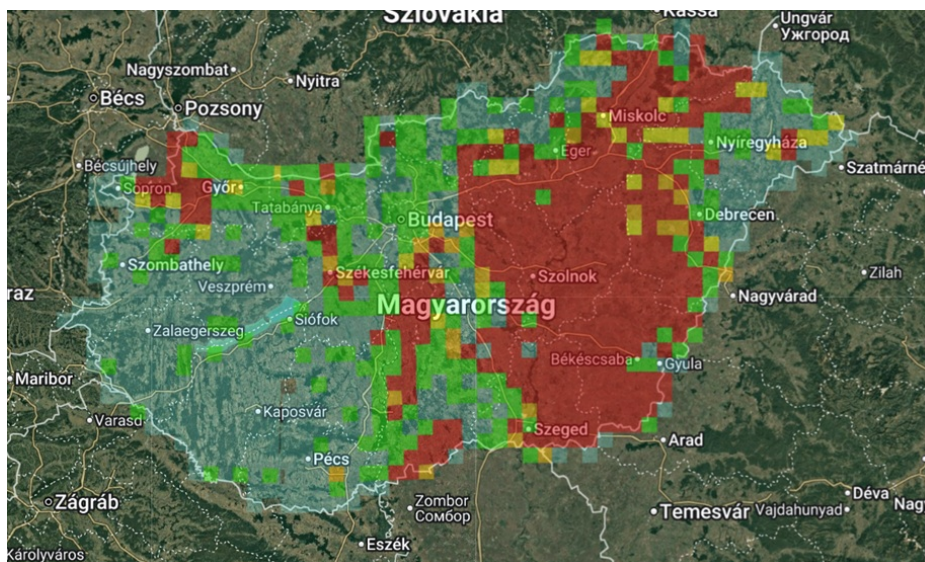 Szlovákia
Kassa
Ungvár
Ужгород
Nagyszombat
Nyitra
Bécs
Pozsony
Miskolc
Bécsújhely
Eger
Nyíregyháza
Szatmárné
Sopron
Győr
Tatabánya
Budapest
Debrecen
Szombathely
Székesfehérvár
Szolnok
Zilah
raz
Veszprém
Magyarország
Nagyvárad
Zalaegerszeg
Siófok
Békéscsaba
Gyula
Maribor
Kaposvár
Varasd
Szeged
Arad
Pécs
Zágráb
Zombor
Сомбор
Temesvár
Vajdahunyad
Déva
Nag
Eszék
Károlyváros